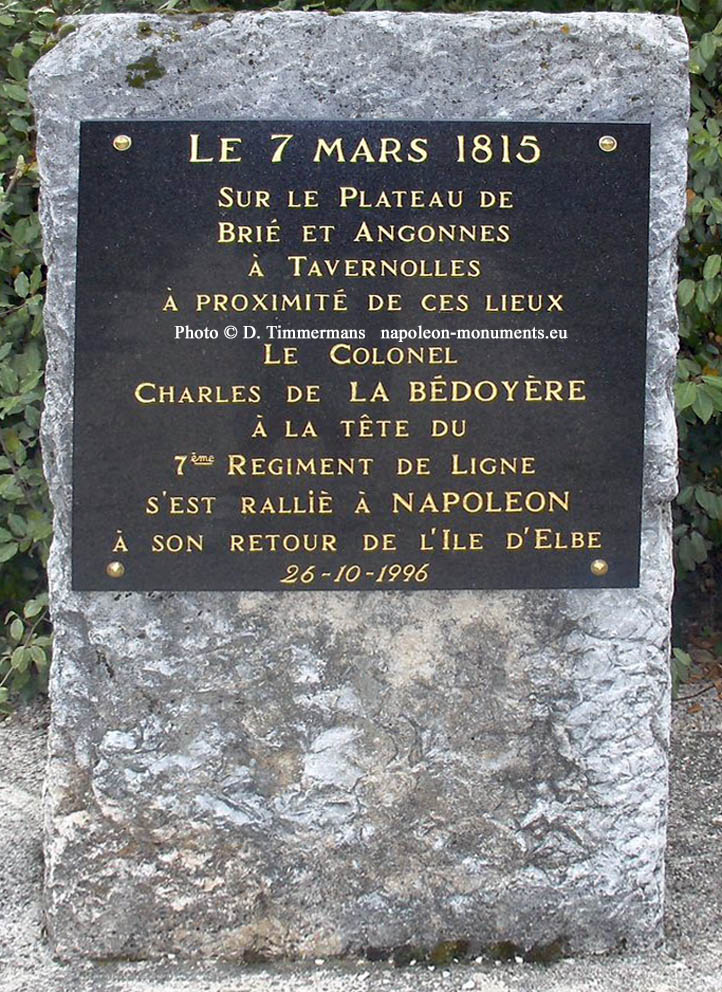 LE 7 MARS 1815
SUR LE PLATEAU DE
BRIÉ ET ANGONNES
À TAVERNOLLES
À PROXIMITÉ DE CES LIEUX
Photo © D. Timmermans napoleon-monuments.eu
LE COLONEL
CHARLES DE LA BÉDOYÈRE
À LA TÊTE DU
7ème REGIMENT DE LIGNE
S'EST RALLIÈ À NAPOLEON
À SON RETOUR DE L'ILE D'ELBE
26-10-1996